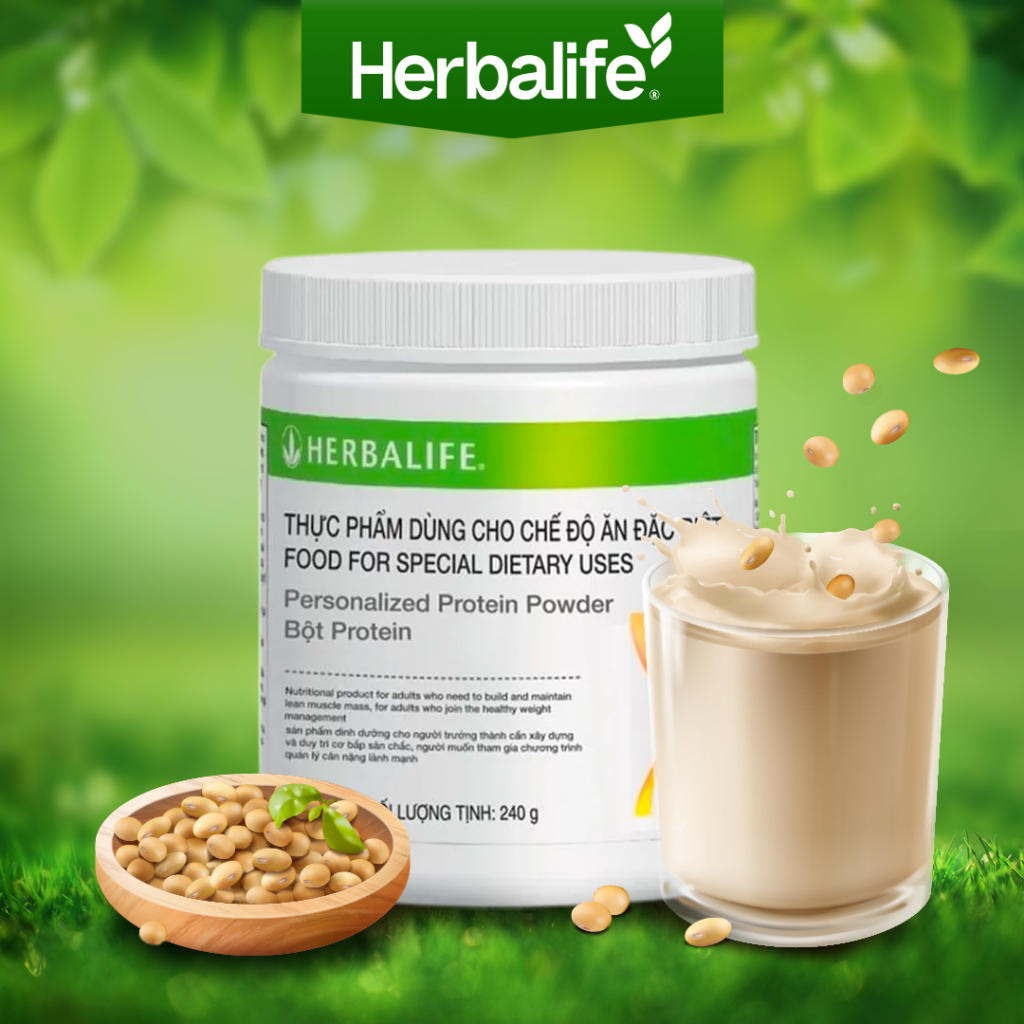 Herbalife®
HERBALIFE®
THỰC PHẨM DÙNG CHO CHẾ ĐỘ ĂN
FOOD FOR SPECIAL DIETARY USES
Personalized Protein Powder
Bột Protein
Nutritional product for adults who need to build and maintain
lean muscle mass, for adults who join the healthy weight
management
sản phẩm dinh dưỡng cho người trưởng thành cần xây dựng
và duy trì cơ bắp săn chắc, người muốn tham gia chương trình
quản lý cân nặng lành mạnh
LƯỢNG TỊNH: 240 g